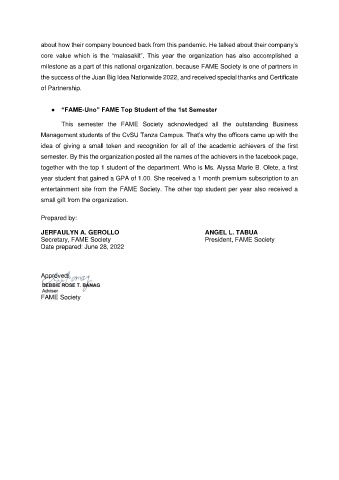 about how their company bounced back from this pandemic. He talked about their company's
core value which is the "malasakit". This year the organization has also accomplished a
milestone as a part of this national organization, because FAME Society is one of partners in
the success of the Juan Big Idea Nationwide 2022, and received special thanks and Certificate
of Partnership.
• "FAME-Uno" FAME Top Student of the 1st Semester
This semester the FAME Society acknowledged all the outstanding Business
Management students of the CvSU Tanza Campus. That's why the officers came up with the
idea of giving a small token and recognition for all of the academic achievers of the first
semester. By this the organization posted all the names of the achievers in the facebook page,
together with the top 1 student of the department. Who is Ms. Alyssa Marie B. Olete, a first
year student that gained a GPA of 1.00. She received a 1 month premium subscription to an
entertainment site from the FAME Society. The other top student per year also received a
small gift from the organization.
Prepared by:
JERFAULYN A. GEROLLO ANGEL L. TABUA
Secretary, FAME Society President, FAME Society
Date prepared: June 28, 2022
Approved:
DEBBIE ROSE T. BANAG
Adviser
FAME Society